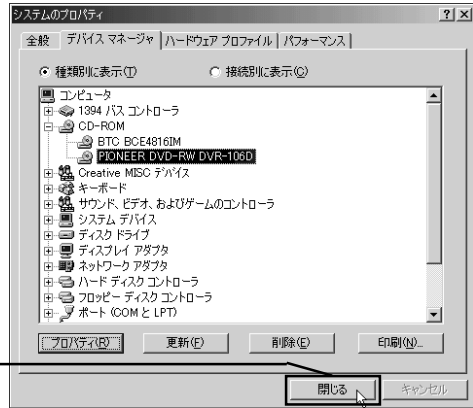 システムのプロパティ
全般 デバイス マネージャ ハードウェア プロファイル パフォーマンス
種類別に表示(T) 接続別に表示(C)
コンピュータ
1394 バス コントローラ
CD-ROM
BTC BCE4816IM
PIONEER DVD-RW DVR-106D
Creative MISC デバイス
キーボード
サウンド、ビデオ、およびゲームのコントローラ
システム デバイス
ディスク ドライブ
ディスプレイ アダプタ
ネットワーク アダプタ
ハード ディスク コントローラ
フロッピー ディスク コントローラ
ポート (COM と LPT)
プロパティ(R) 更新(F) 削除(E) 印刷(N)...
閉じる キャンセル